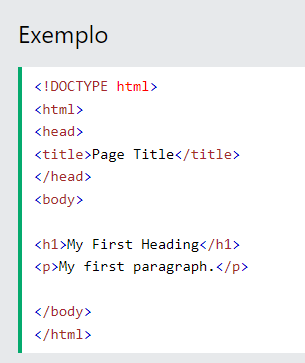 Exemplo
<!DOCTYPE html>
<html>
<head>
<title>Page Title</title>
</head>
<body>
<h1>My First Heading</h1>
<p>My first paragraph.</p>
</body>
</html>